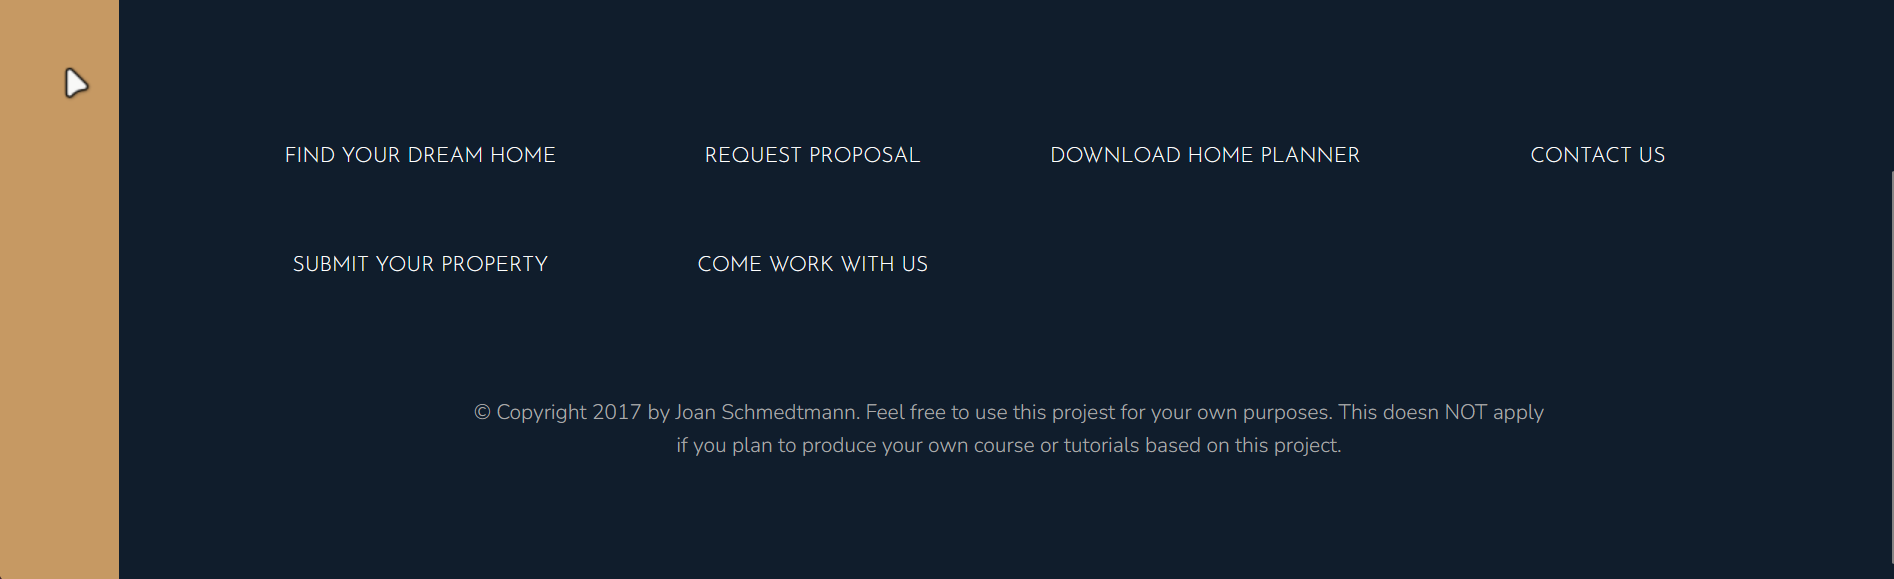 FIND YOUR DREAM HOME
REQUEST PROPOSAL
DOWNLOAD HOME PLANNER
CONTACT US
SUBMIT YOUR PROPERTY
COME WORK WITH US
© Copyright 2017 by Joan Schmedtmann. Feel free to use this projest for your own purposes. This doesn NOT apply
if you plan to produce your own course or tutorials based on this project.